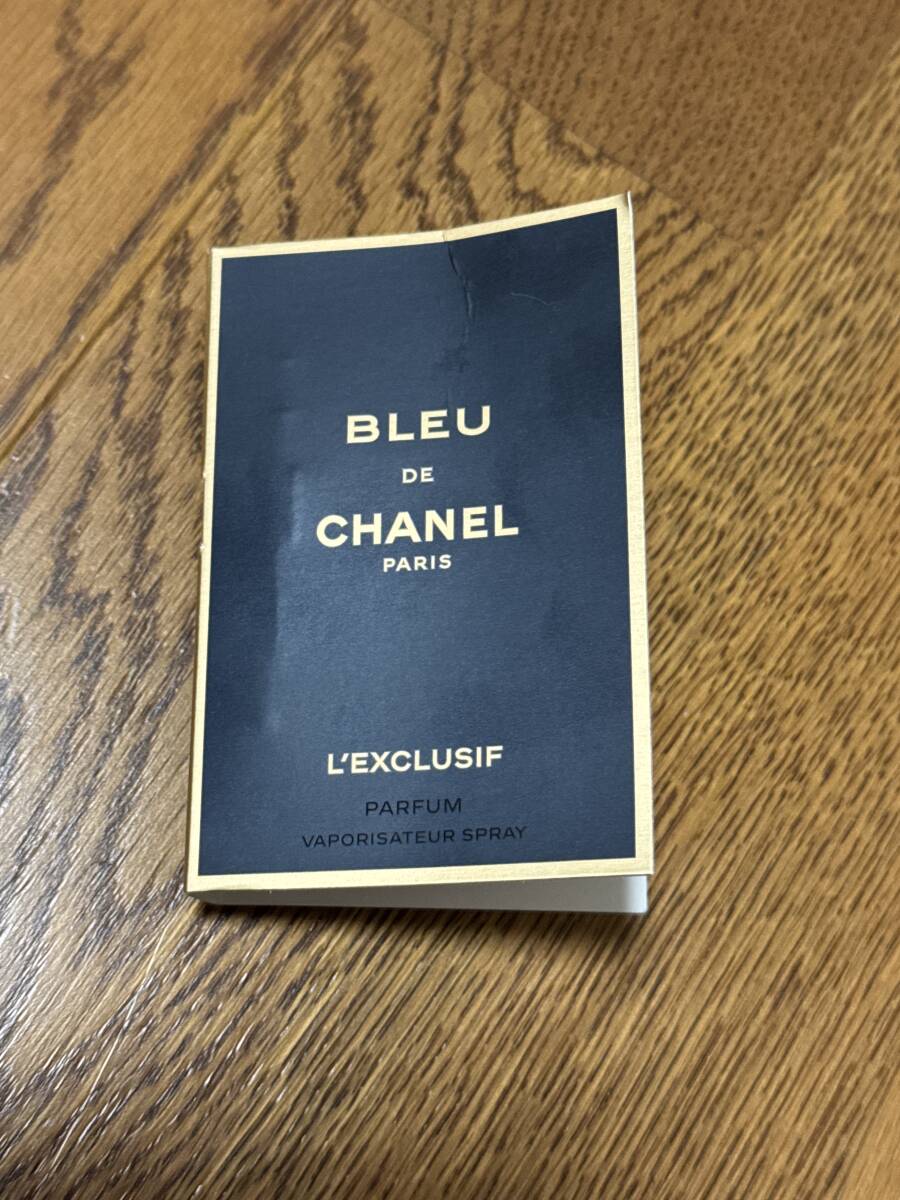 BLEU
DE
CHANEL
PARIS
L'EXCLUSIF
PARFUM
VAPORISATEUR SPRAY